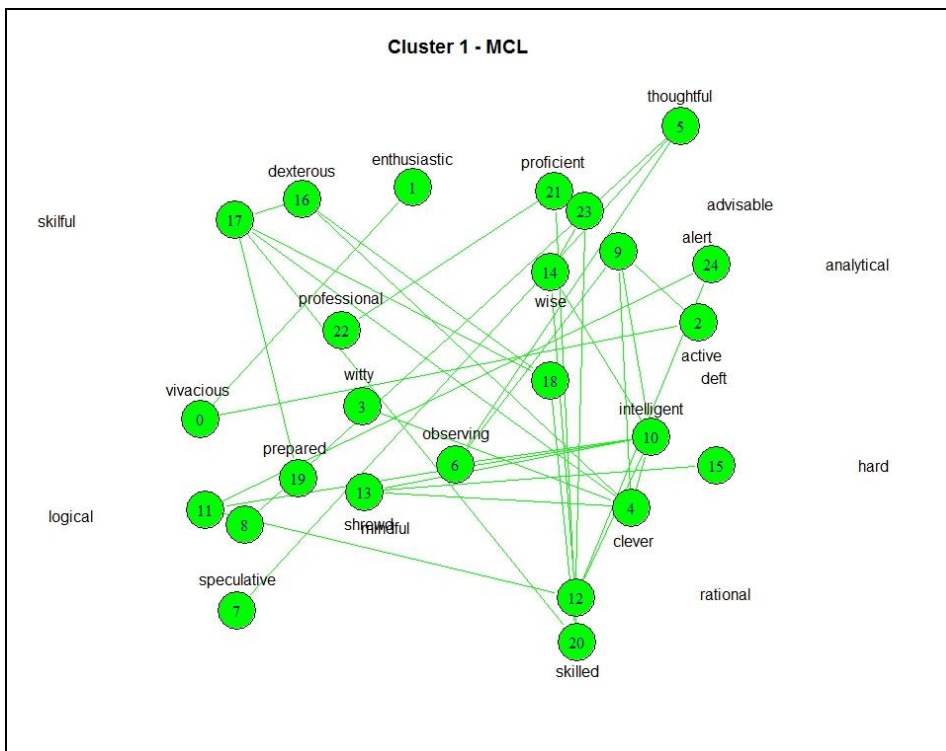 Cluster 1 - MCL
thoughtful
5
enthusiastic
1
proficient
21
dexterous
16
23
advisable
skilful
17
9
alert
24
analytical
14
wise
professional
22
2
active
deft
18
witty
3
vivacious
0
intelligent
10
observing
6
prepared
19
15
hard
13
shrewd
mindful
11
8
logical
4
clever
speculative
7
12
rational
20
skilled